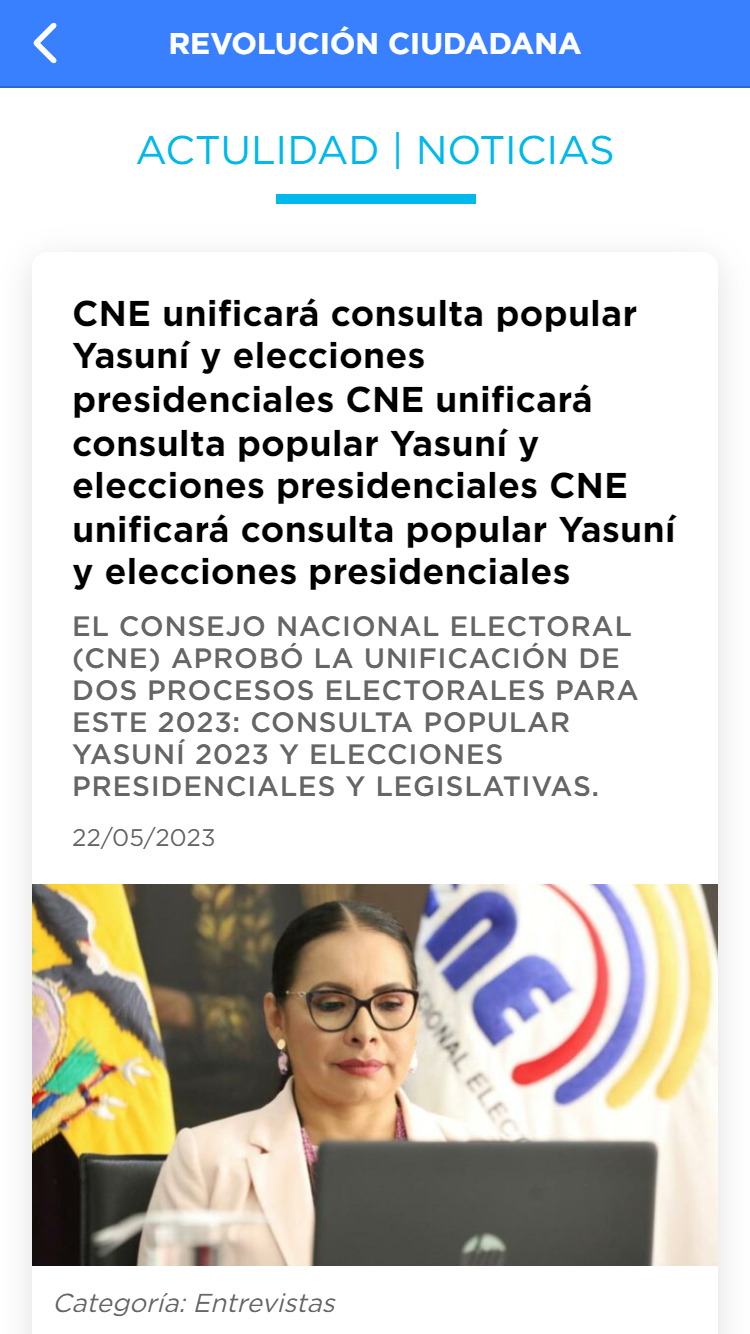 REVOLUCIÓN CIUDADANA
ACTULIDAD | NOTICIAS
CNE unificará consulta popular
Yasuní y elecciones
presidenciales CNE unificará
consulta popular Yasuní y
elecciones presidenciales CNE
unificará consulta popular Yasuní
y elecciones presidenciales
EL CONSEJO NACIONAL ELECTORAL
(CNE) APROBÓ LA UNIFICACIÓN DE
DOS PROCESOS ELECTORALES PARA
ESTE 2023: CONSULTA POPULAR
YASUNÍ 2023 Y ELECCIONES
PRESIDENCIALES Y LEGISLATIVAS.
22/05/2023
cne
hp
Categoría: Entrevistas